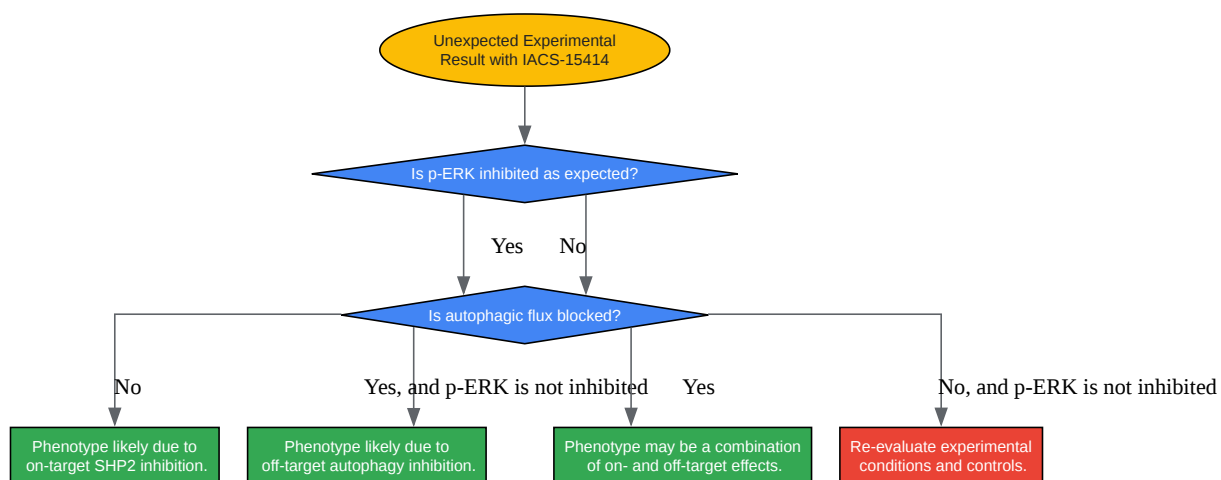 Unexpected Experimental
Result with IACS-15414
Is p-ERK inhibited as expected?
Yes
No
Is autophagic flux blocked?
No
Yes, and p-ERK is not inhibited
Yes
No, and p-ERK is not inhibited
Phenotype likely due to
on-target SHP2 inhibition.
Phenotype likely due to
off-target autophagy inhibition.
Phenotype may be a combination
of on- and off-target effects.
Re-evaluate experimental
conditions and controls.